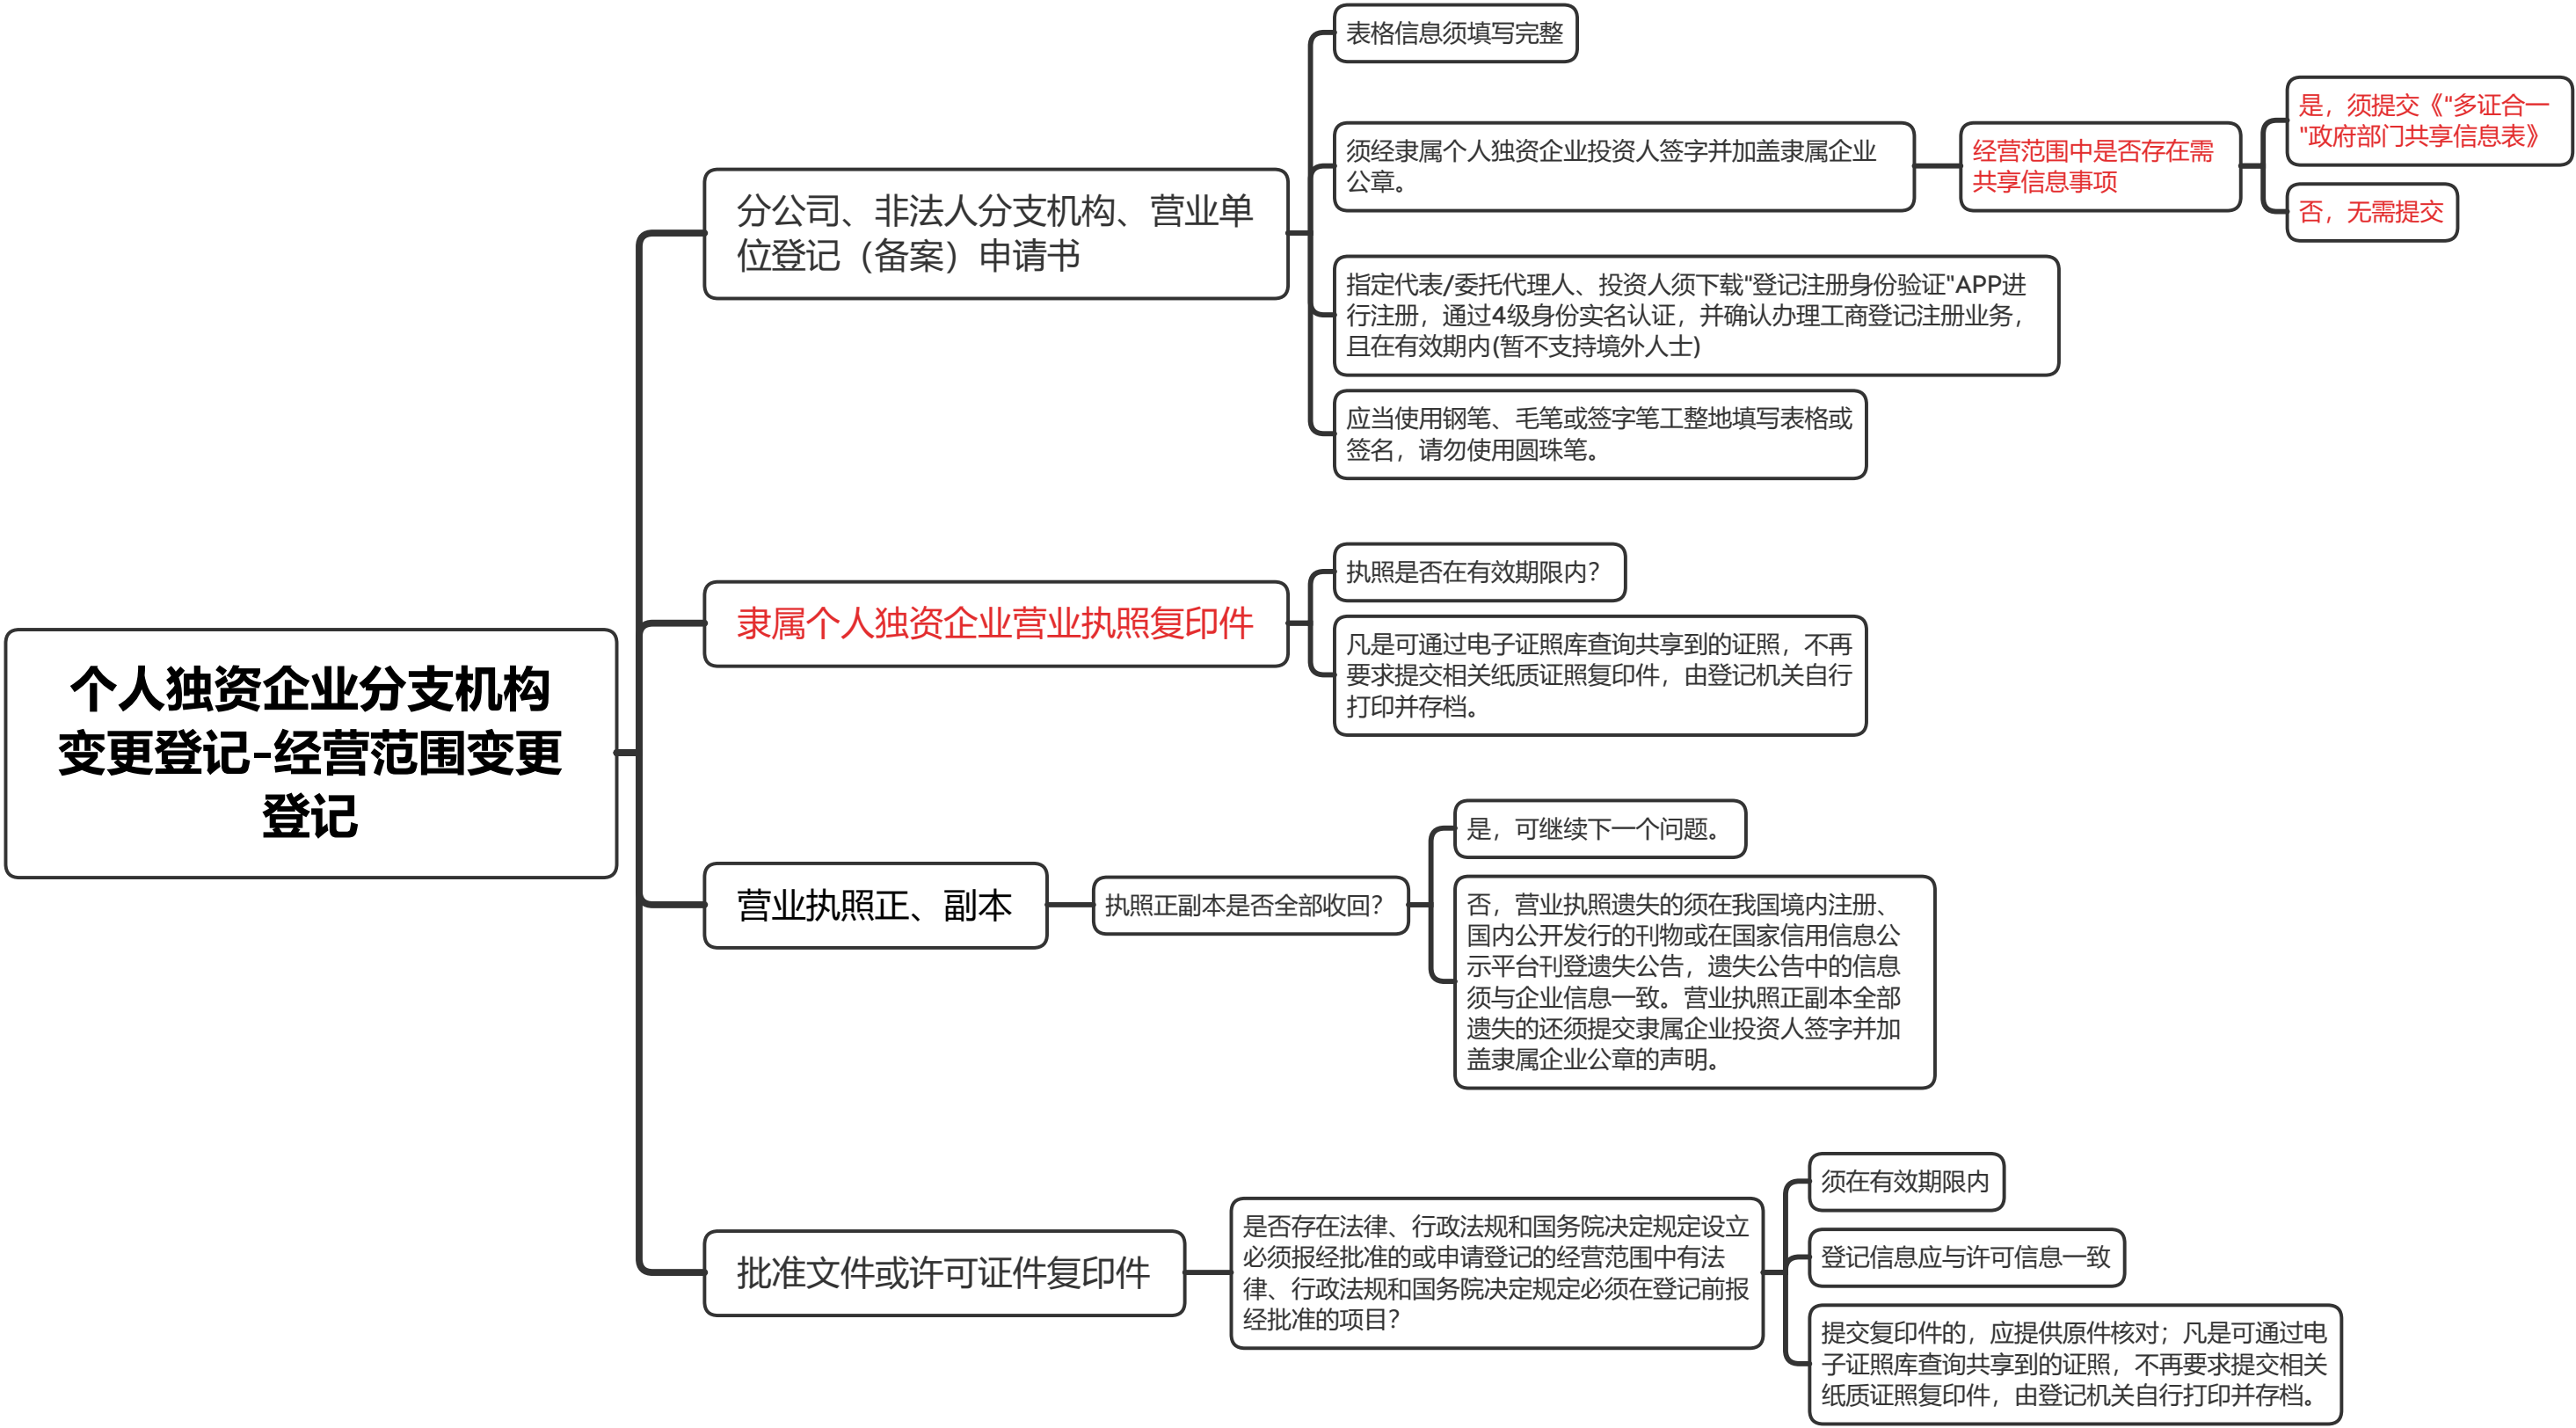 个人独资企业分支机构
变更登记-经营范围变更
登记
分公司、非法人分支机构、营业单
位登记（备案）申请书
表格信息须填写完整
须经隶属个人独资企业投资人签字并加盖隶属企业
公章。
经营范围中是否存在需
共享信息事项
是，须提交《"多证合一
"政府部门共享信息表》
否，无需提交
指定代表/委托代理人、投资人须下载"登记注册身份验证"APP进
行注册，通过4级身份实名认证，并确认办理工商登记注册业务，
且在有效期内(暂不支持境外人士)
应当使用钢笔、毛笔或签字笔工整地填写表格或
签名，请勿使用圆珠笔。
隶属个人独资企业营业执照复印件
执照是否在有效期限内？
凡是可通过电子证照库查询共享到的证照，不再
要求提交相关纸质证照复印件，由登记机关自行
打印并存档。
营业执照正、副本
执照正副本是否全部收回？
是，可继续下一个问题。
否，营业执照遗失的须在我国境内注册、
国内公开发行的刊物或在国家信用信息公
示平台刊登遗失公告，遗失公告中的信息
须与企业信息一致。营业执照正副本全部
遗失的还须提交隶属企业投资人签字并加
盖隶属企业公章的声明。
批准文件或许可证件复印件
是否存在法律、行政法规和国务院决定规定设立
必须报经批准的或申请登记的经营范围中有法
律、行政法规和国务院决定规定必须在登记前报
经批准的项目？
须在有效期限内
登记信息应与许可信息一致
提交复印件的，应提供原件核对；凡是可通过电
子证照库查询共享到的证照，不再要求提交相关
纸质证照复印件，由登记机关自行打印并存档。